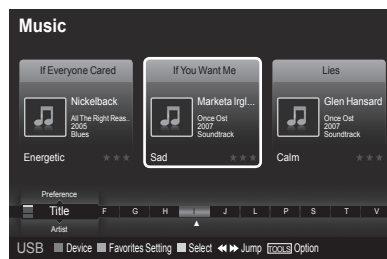 Music
If Everyone Cared
Nickelback
All The Right Reas..
2005
Blues
Energetic
If You Want Me
Marketa Irgl...
Once Ost
2007
Soundtrack
Sad
Lies
Glen Hansard
Once Ost
2007
Soundtrack
Calm
Preference
Title F G H I J L P S T V
Artist
USB Device Favorites Setting Select Jump TOOLS Option